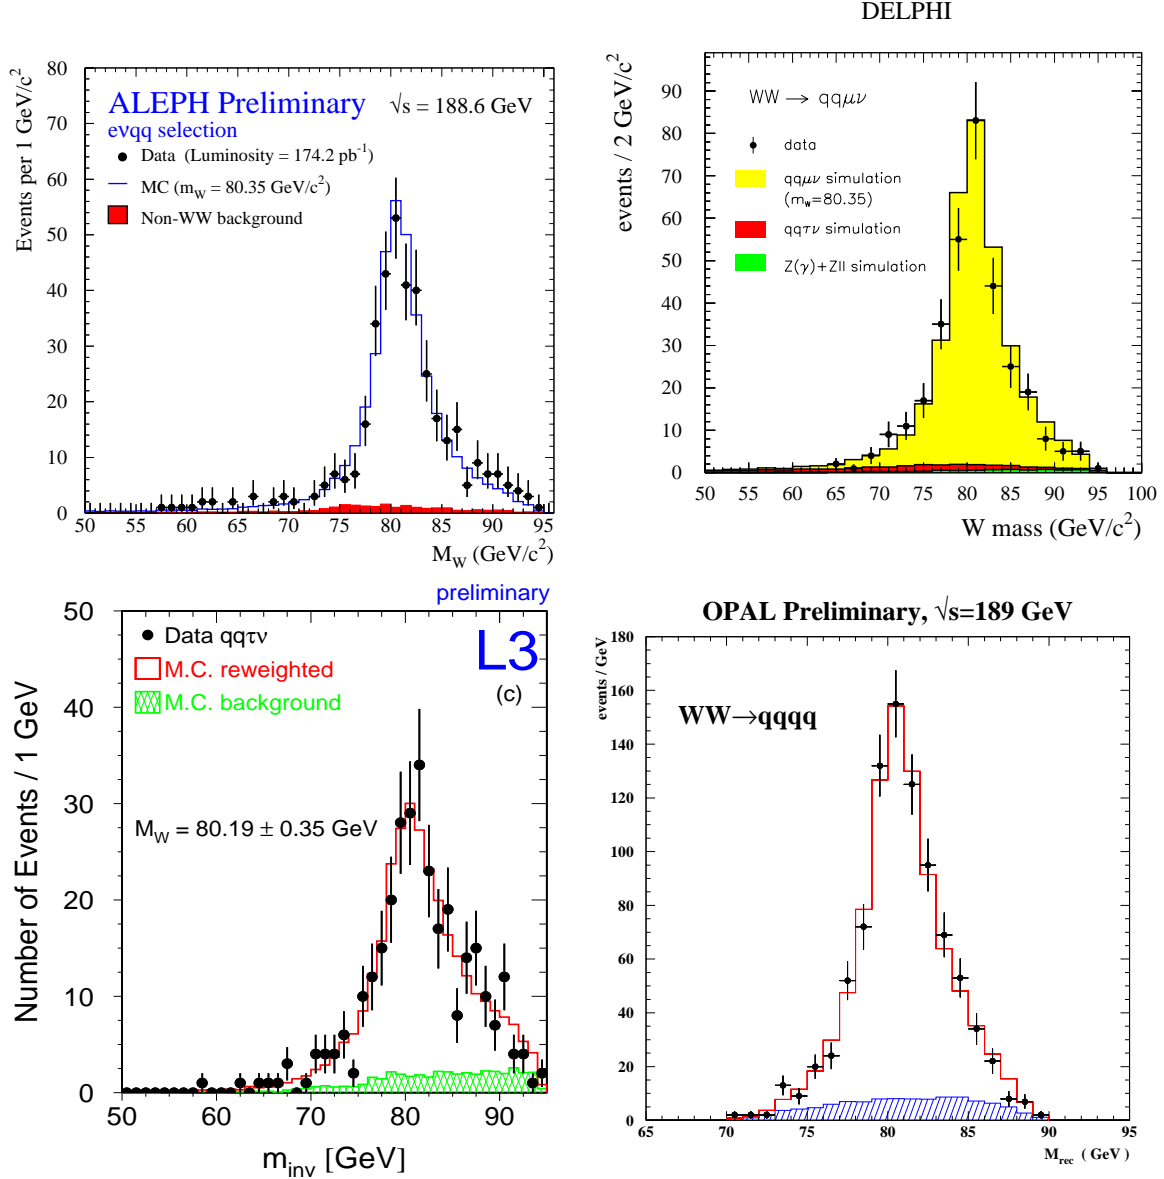 DELPHI
ALEPH Preliminary
√s = 188.6 GeV
eνqq selection
Data (Luminosity = 174.2 pb⁻¹)
MC (m_W = 80.35 GeV/c²)
Non-WW background
Events per 1 GeV/c²
80
70
60
50
40
30
20
10
0
50 55 60 65 70 75 80 85 90 95
M_W (GeV/c²)
WW → qqμν
data
qqμν simulation
(m_w=80.35)
qqτν simulation
Z(γ)+ZII simulation
events / 2 GeV/c²
90
80
70
60
50
40
30
20
10
0
50 55 60 65 70 75 80 85 90 95 100
W mass (GeV/c²)
preliminary
L3
(c)
Data qqτν
M.C. reweighted
M.C. background
M_W = 80.19 ± 0.35 GeV
Number of Events / 1 GeV
50
40
30
20
10
0
50 60 70 80 90
m_inv [GeV]
OPAL Preliminary, √s=189 GeV
WW→qqqq
events / GeV
180
160
140
120
100
80
60
40
20
0
65 70 75 80 85 90 95
M_rec ( GeV )